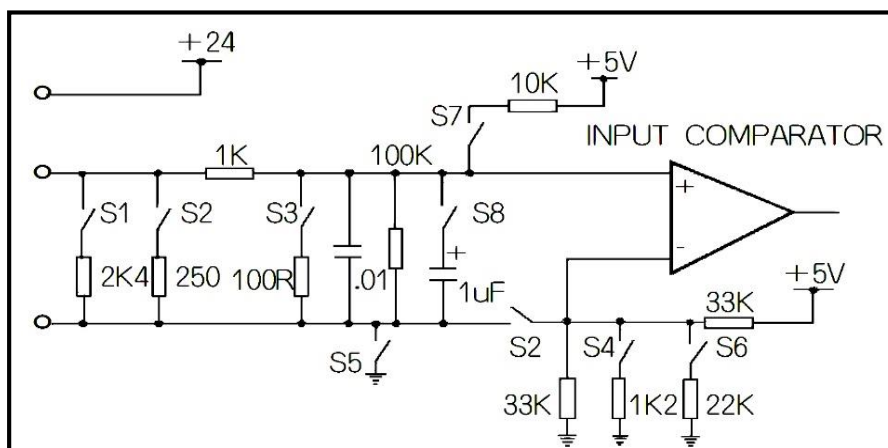 +24
+5V
10K
S7
INPUT COMPARATOR
1K
100K
S1
S2
S3
S8
+
+
-
2K4
250
100R
.01
1uF
+5V
33K
S5
S2
S4
S6
33K
1K2
22K